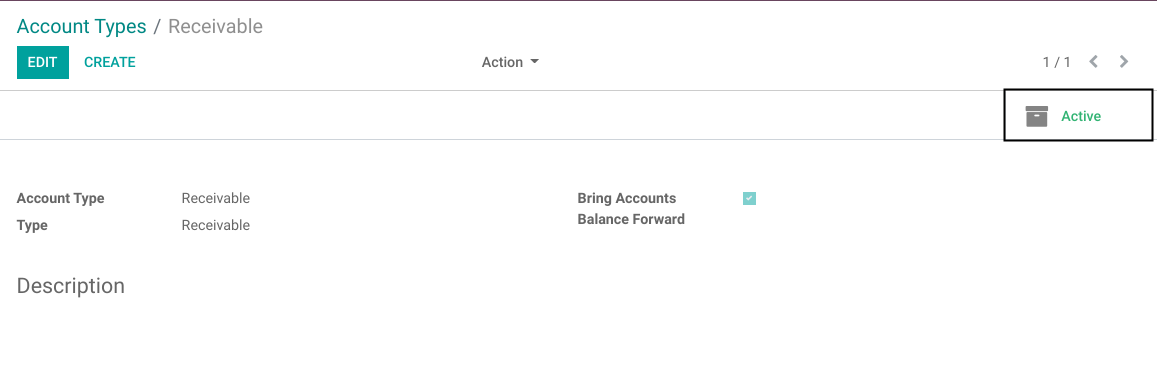 Account Types / Receivable
EDIT CREATE Action 1 / 1
Active
Account Type Receivable Bring Accounts
Balance Forward
Type Receivable
Description